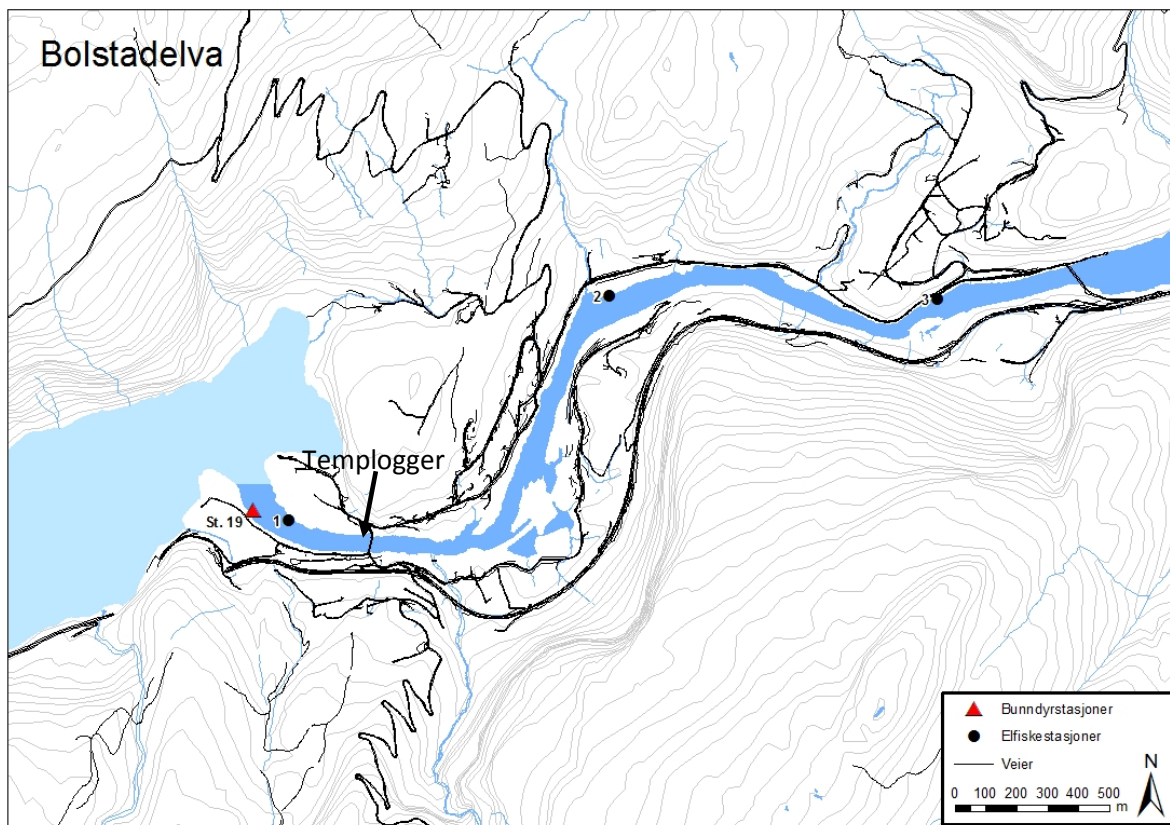 Bolstadelva
2
3
Templogger
St. 19
1
Bunndyrstasjoner
Elfiskestasjoner
Veier
N
0 100 200 300 400 500
m